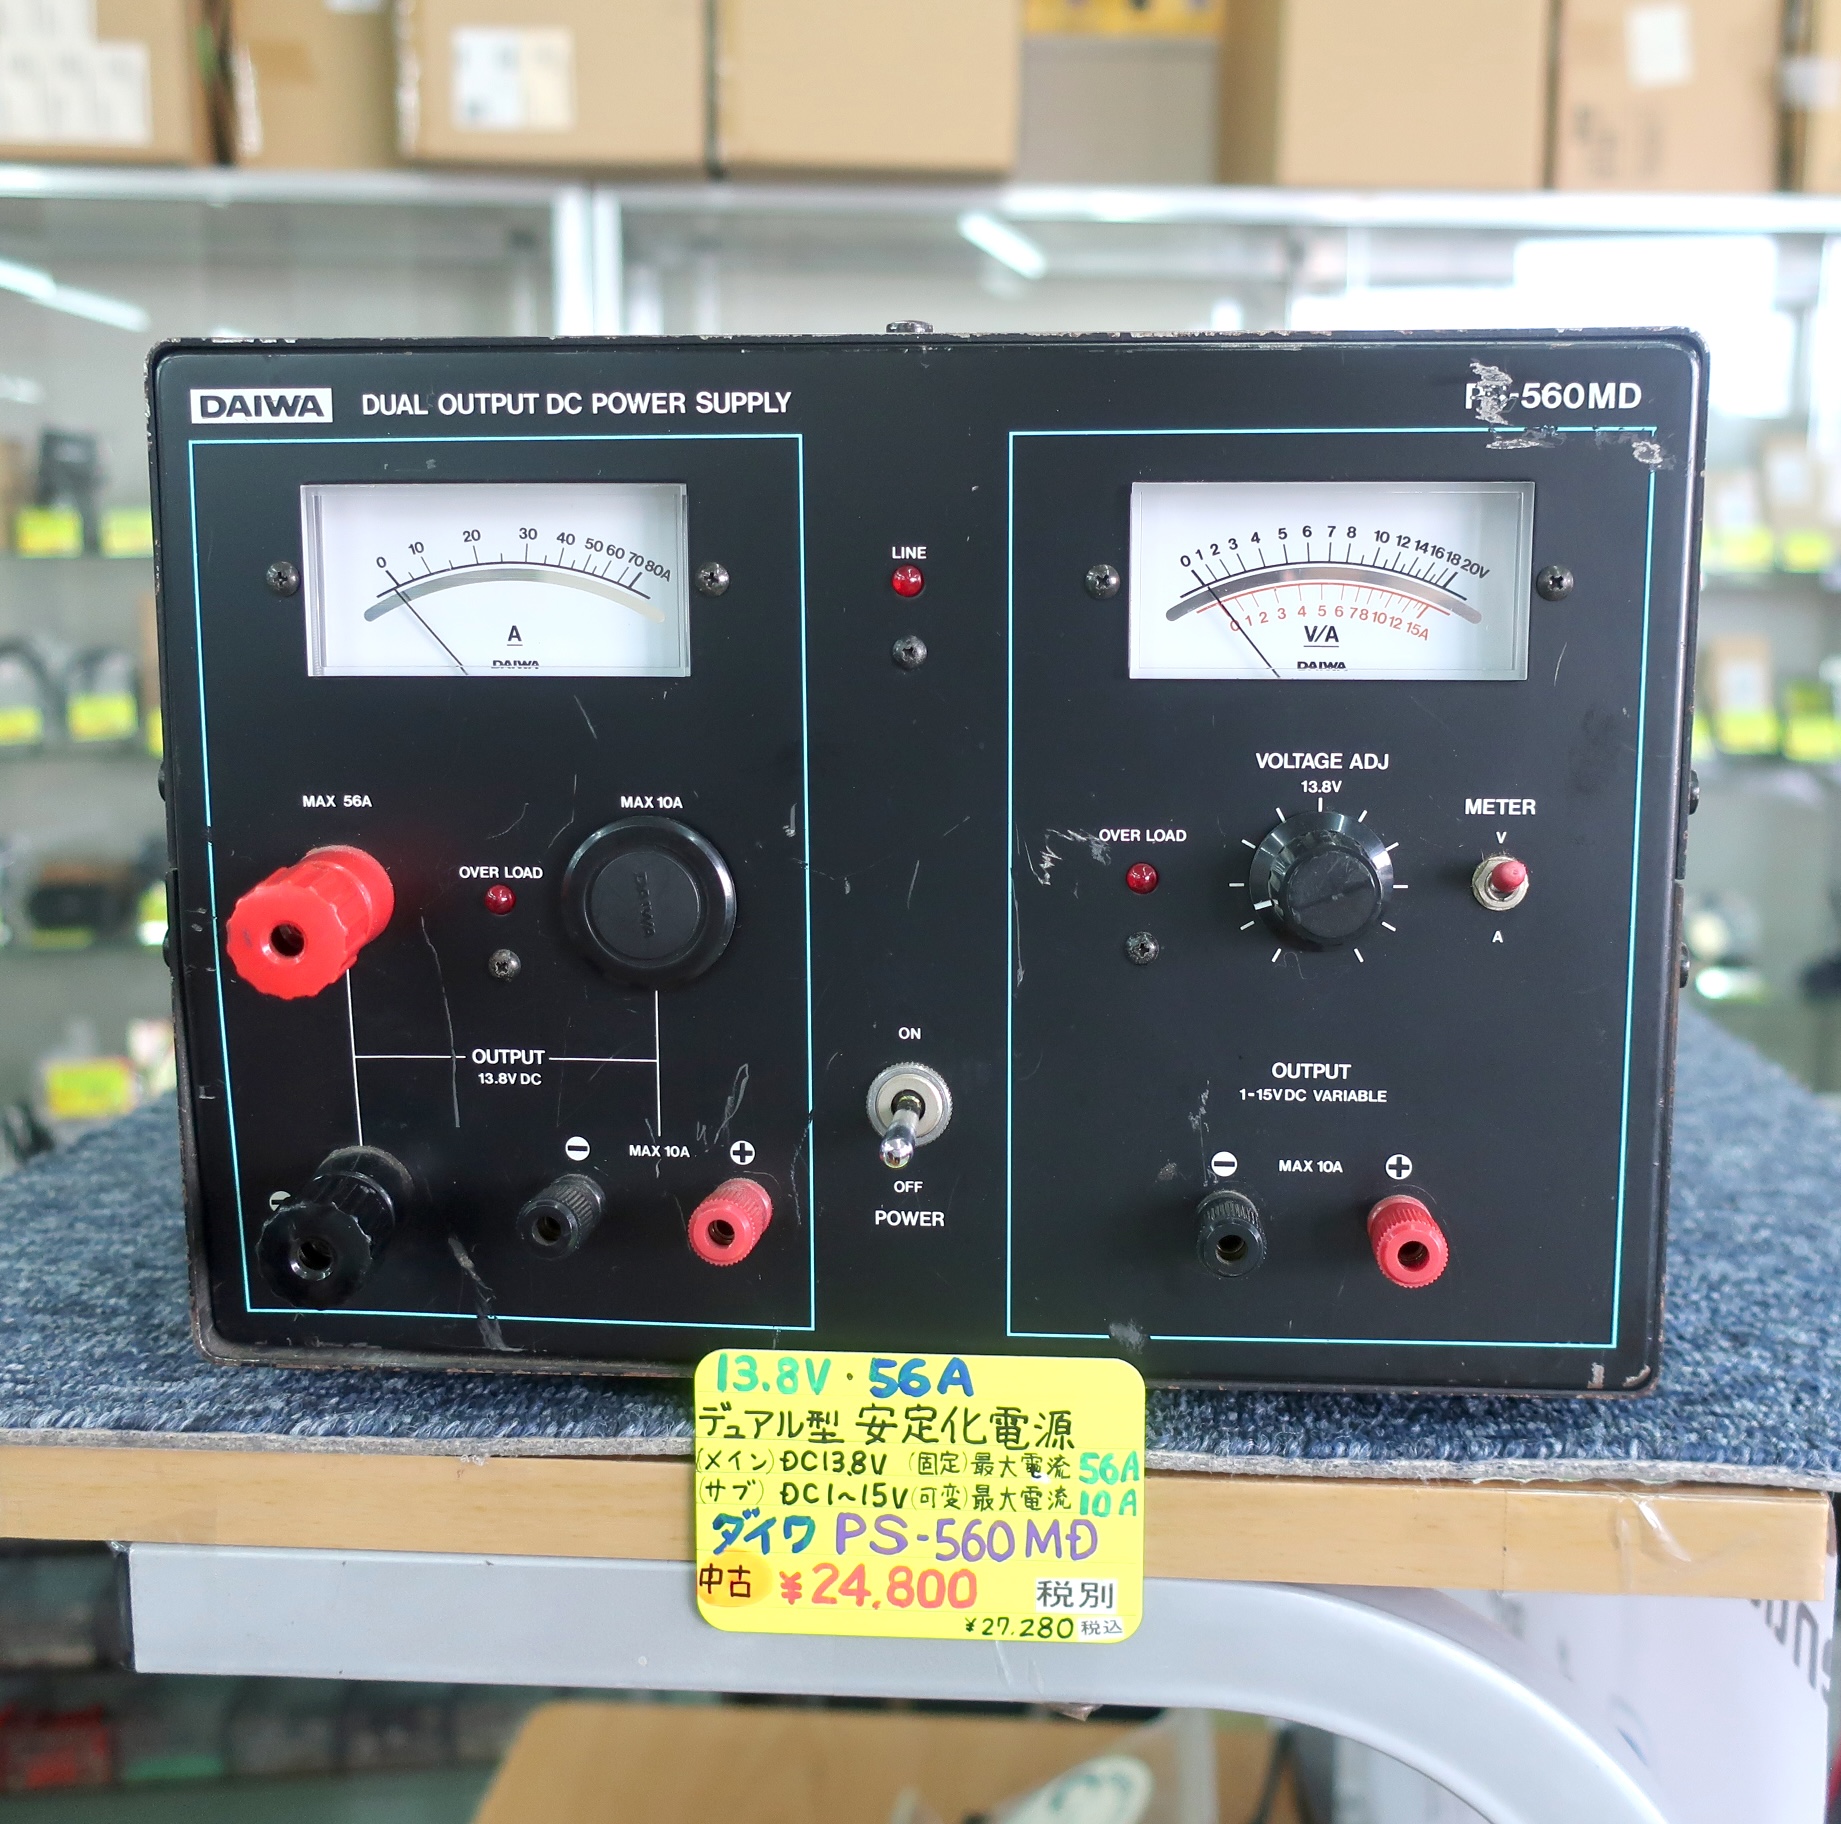 DAIWA DUAL OUTPUT DC POWER SUPPLY
-560MD
0 10 20 30 40 50 60 70 80A
A
DAIWA
LINE
0 1 2 3 4 5 6 7 8 10 12 14 16 18 20V
0 1 2 3 4 5 6 7 8 10 12 15A
V/A
DAIWA
MAX 56A
MAX 10A
OVER LOAD
DAIWA
OUTPUT
13.8V DC
MAX 10A
ON
OFF
POWER
VOLTAGE ADJ
13.8V
OVER LOAD
METER
V
A
OUTPUT
1-15V DC VARIABLE
MAX 10A
13.8V・56A
デュアル型 安定化電源
(メイン) DC13.8V (固定)最大電流 56A
(サブ) DC1~15V(可変)最大電流 10A
ダイワ PS-560MD
中古 ¥24,800 税別
¥27.280 税込